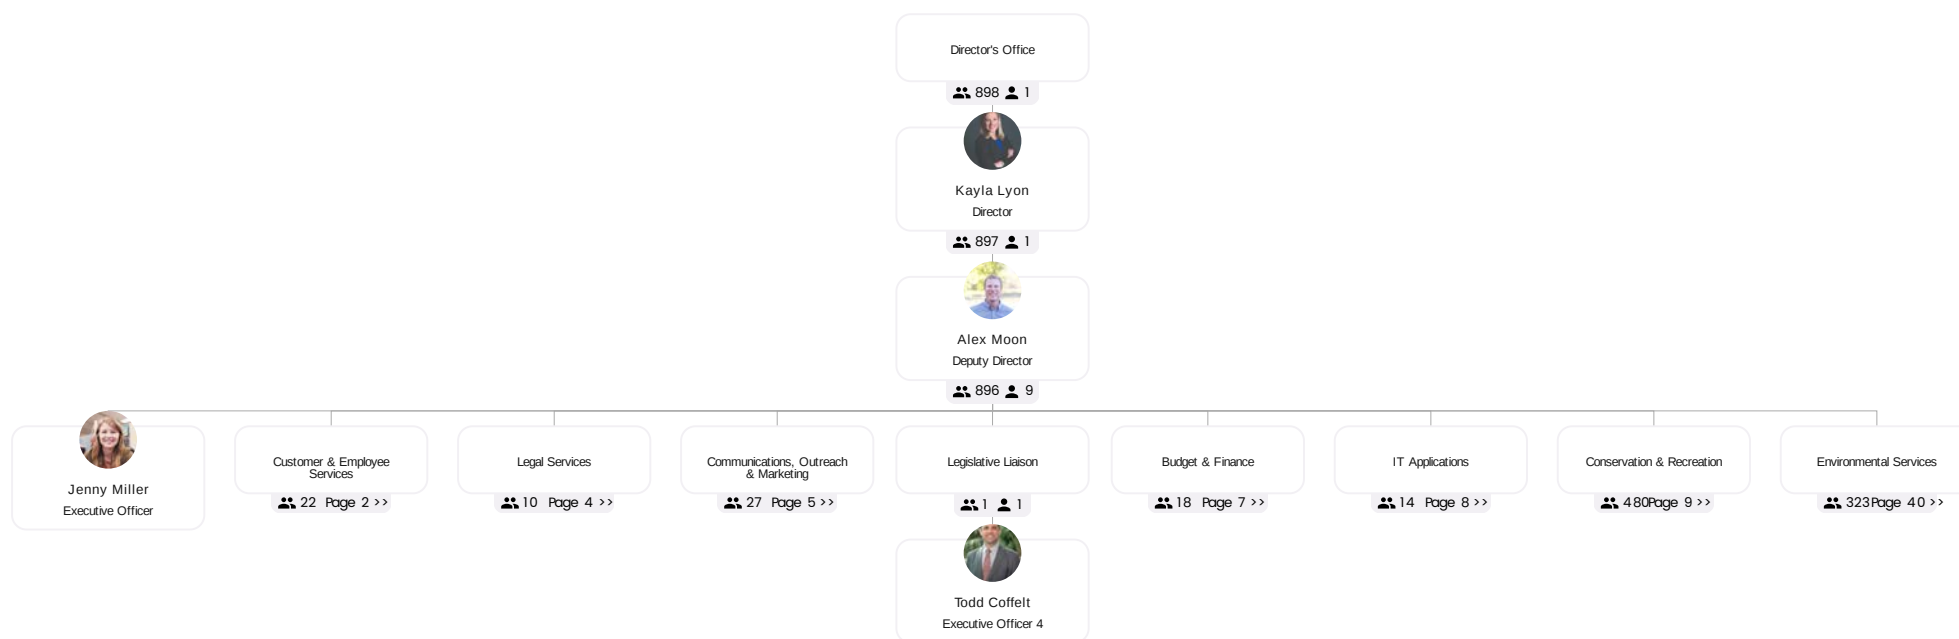 Director's Office
898 1
Kayla Lyon
Director
897 1
Alex Moon
Deputy Director
896 9
Jenny Miller
Executive Officer
Customer & Employee
Services
22 Page 2 >>
Legal Services
10 Page 4 >>
Communications, Outreach
& Marketing
27 Page 5 >>
Legislative Liaison
1 1
Todd Coffelt
Executive Officer 4
Budget & Finance
18 Page 7 >>
IT Applications
14 Page 8 >>
Conservation & Recreation
480Page 9 >>
Environmental Services
323Page 40 >>